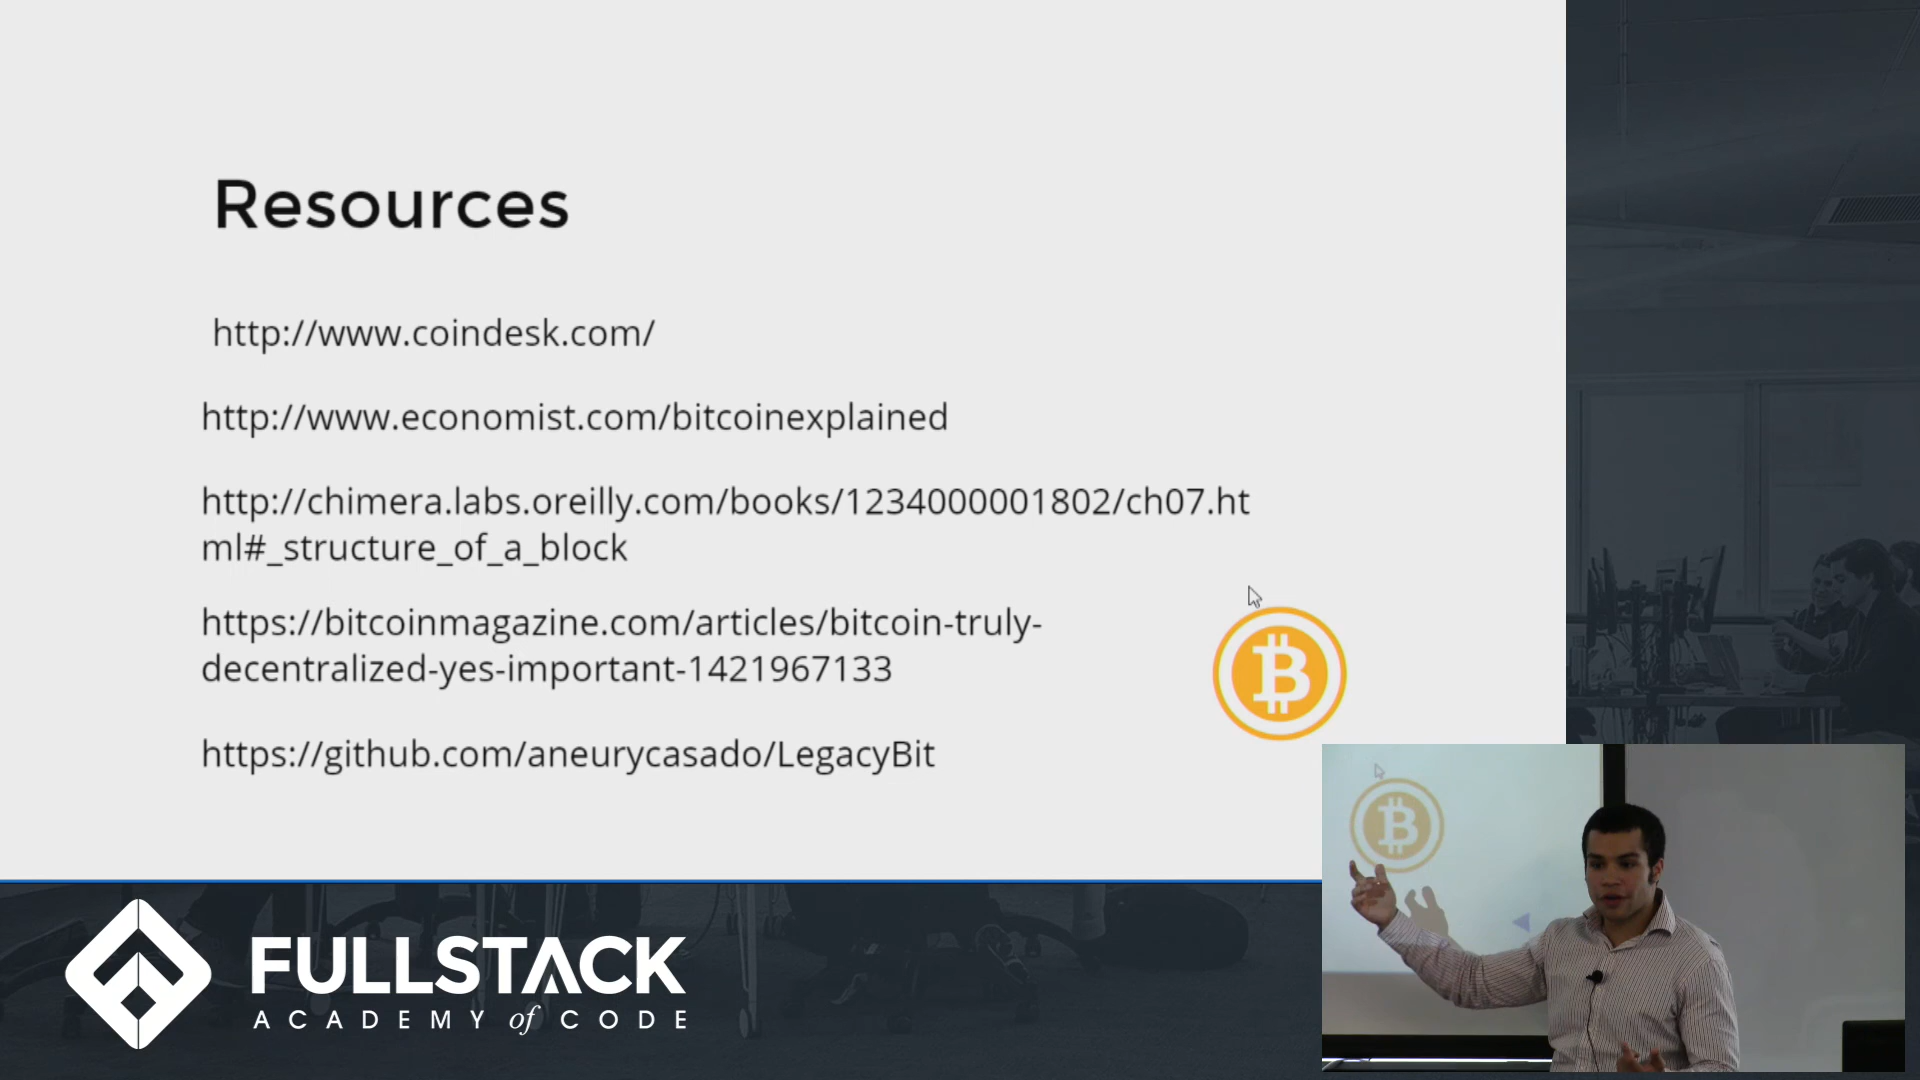 Resources
http://www.coindesk.com/
http://www.economist.com/bitcoinexplained
http://chimera.labs.oreilly.com/books/1234000001802/ch07.ht
ml#_structure_of_a_block
https://bitcoinmagazine.com/articles/bitcoin-truly-
decentralized-yes-important-1421967133
https://github.com/aneurycasado/LegacyBit
FULLSTACK
ACADEMY of CODE